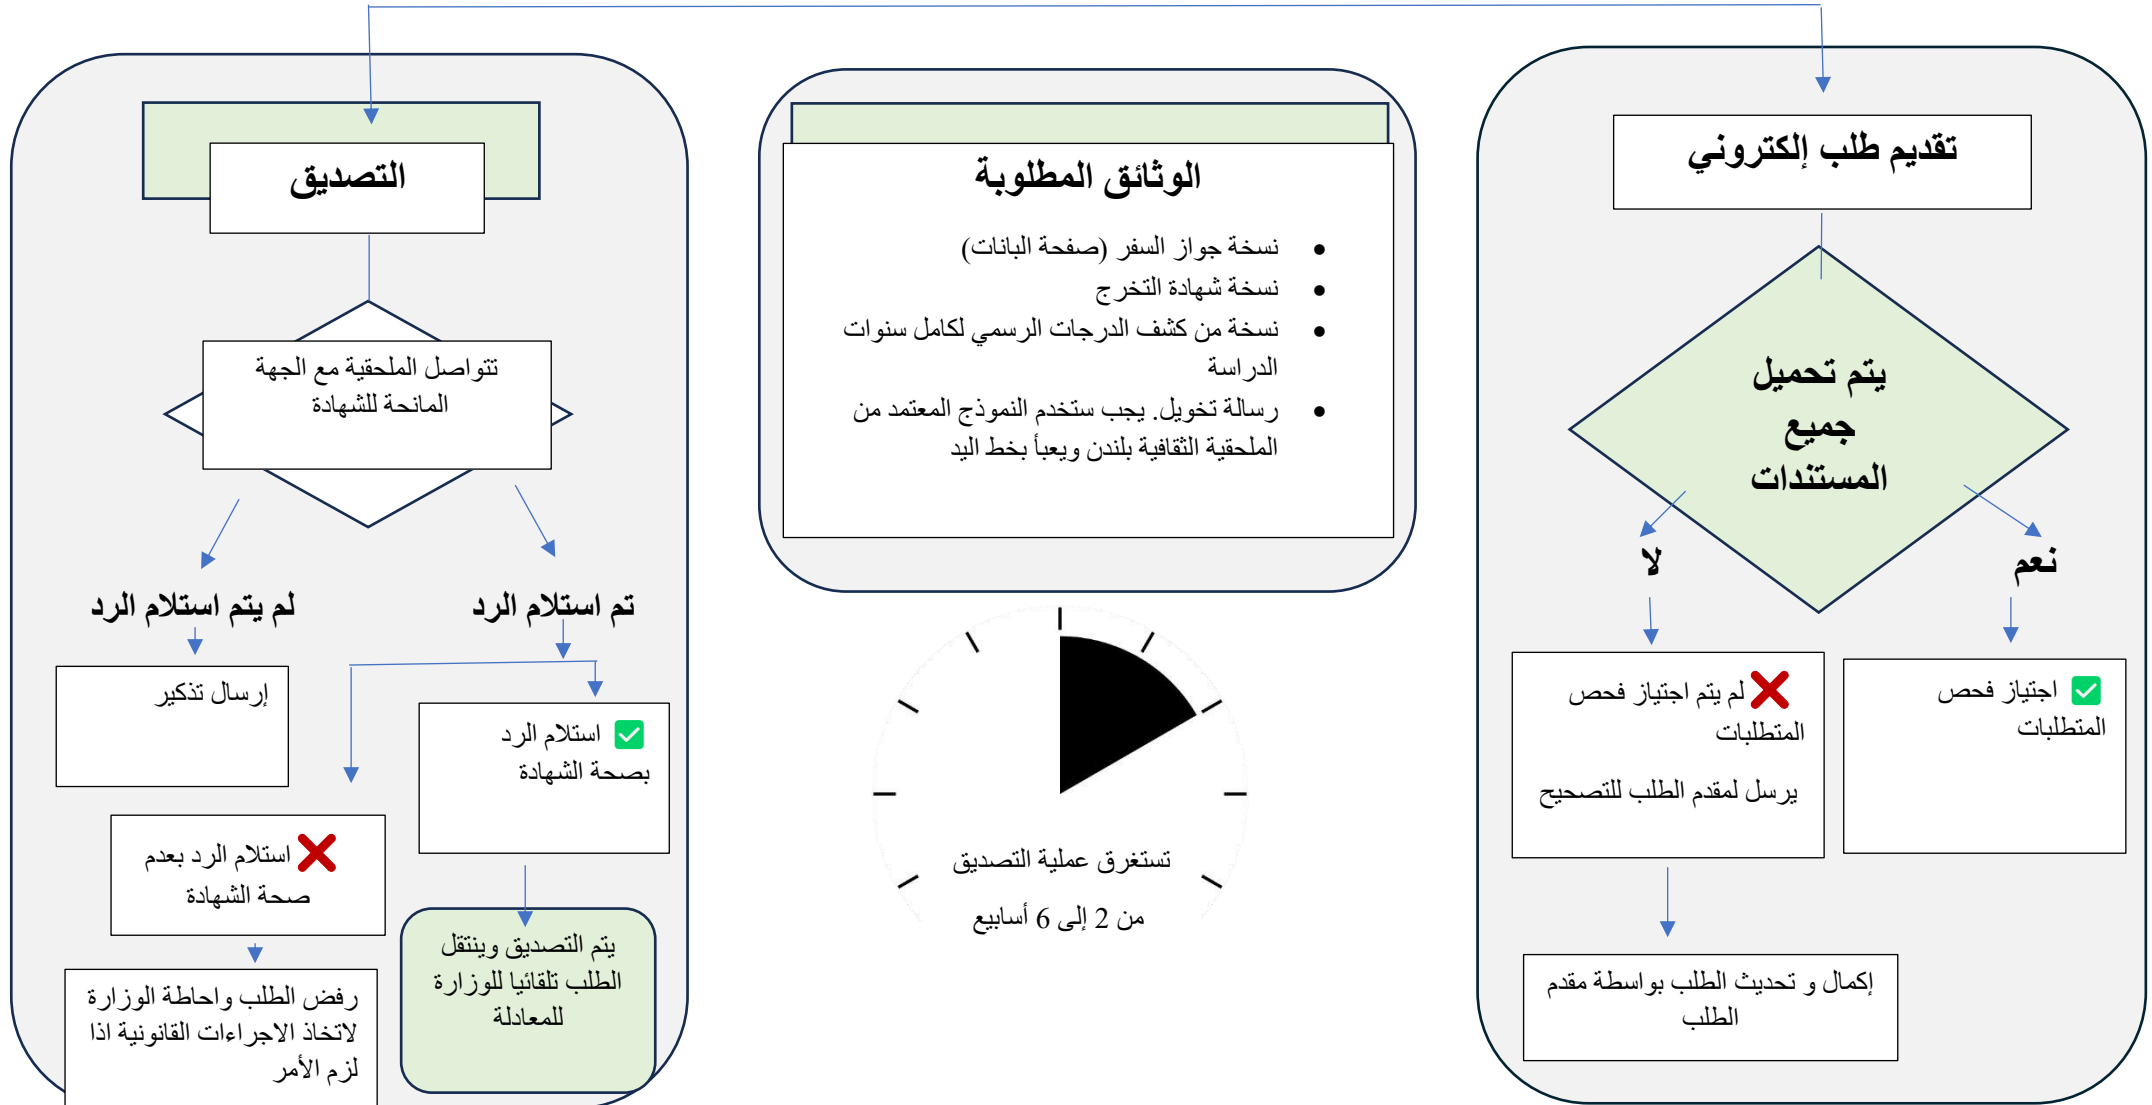 تقديم طلب إلكتروني
يتم تحميل
جميع
المستندات
نعم
لا
✅ اجتياز فحص
المتطلبات
❌ لم يتم اجتياز فحص
المتطلبات
يرسل لمقدم الطلب للتصحيح
إكمال و تحديث الطلب بواسطة مقدم
الطلب
الوثائق المطلوبة
• نسخة جواز السفر (صفحة البانات)
• نسخة شهادة التخرج
• نسخة من كشف الدرجات الرسمي لكامل سنوات
الدراسة
• رسالة تخويل. يجب ستخدم النموذج المعتمد من
الملحقية الثقافية بلندن ويعبأ بخط اليد
تستغرق عملية التصديق
من 2 إلى 6 أسابيع
التصديق
تتواصل الملحقية مع الجهة
المانحة للشهادة
تم استلام الرد
لم يتم استلام الرد
إرسال تذكير
✅ استلام الرد
بصحة الشهادة
❌ استلام الرد بعدم
صحة الشهادة
يتم التصديق وينتقل
الطلب تلقائيا للوزارة
للمعادلة
رفض الطلب واحاطة الوزارة
لاتخاذ الاجراءات القانونية اذا
لزم الأمر